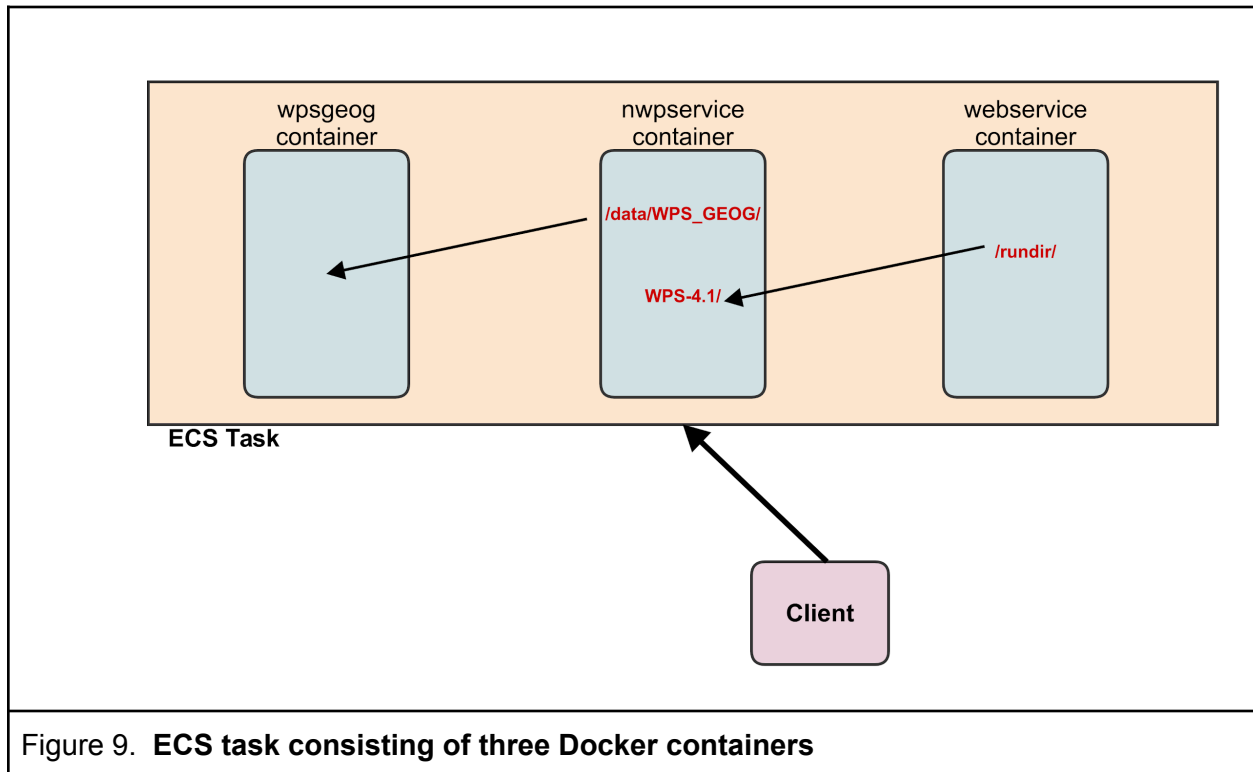 wpsgeog
container
nwpservice
container
webservice
container
/data/WPS_GEOG/
/rundir/
WPS-4.1/
ECS Task
Client
Figure 9.  ECS task consisting of three Docker containers